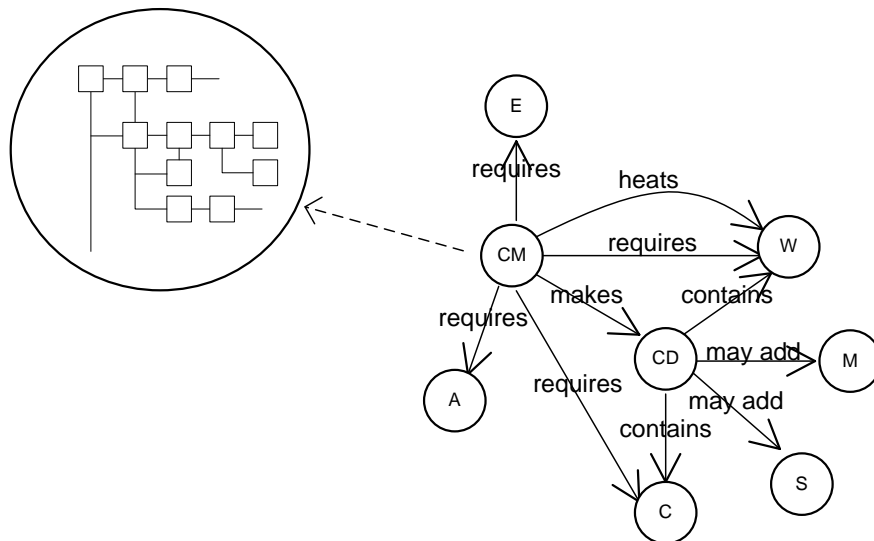 E
requires
heats
CM
requires
W
makes
contains
requires
CD
may add
M
A
requires
may add
contains
S
C